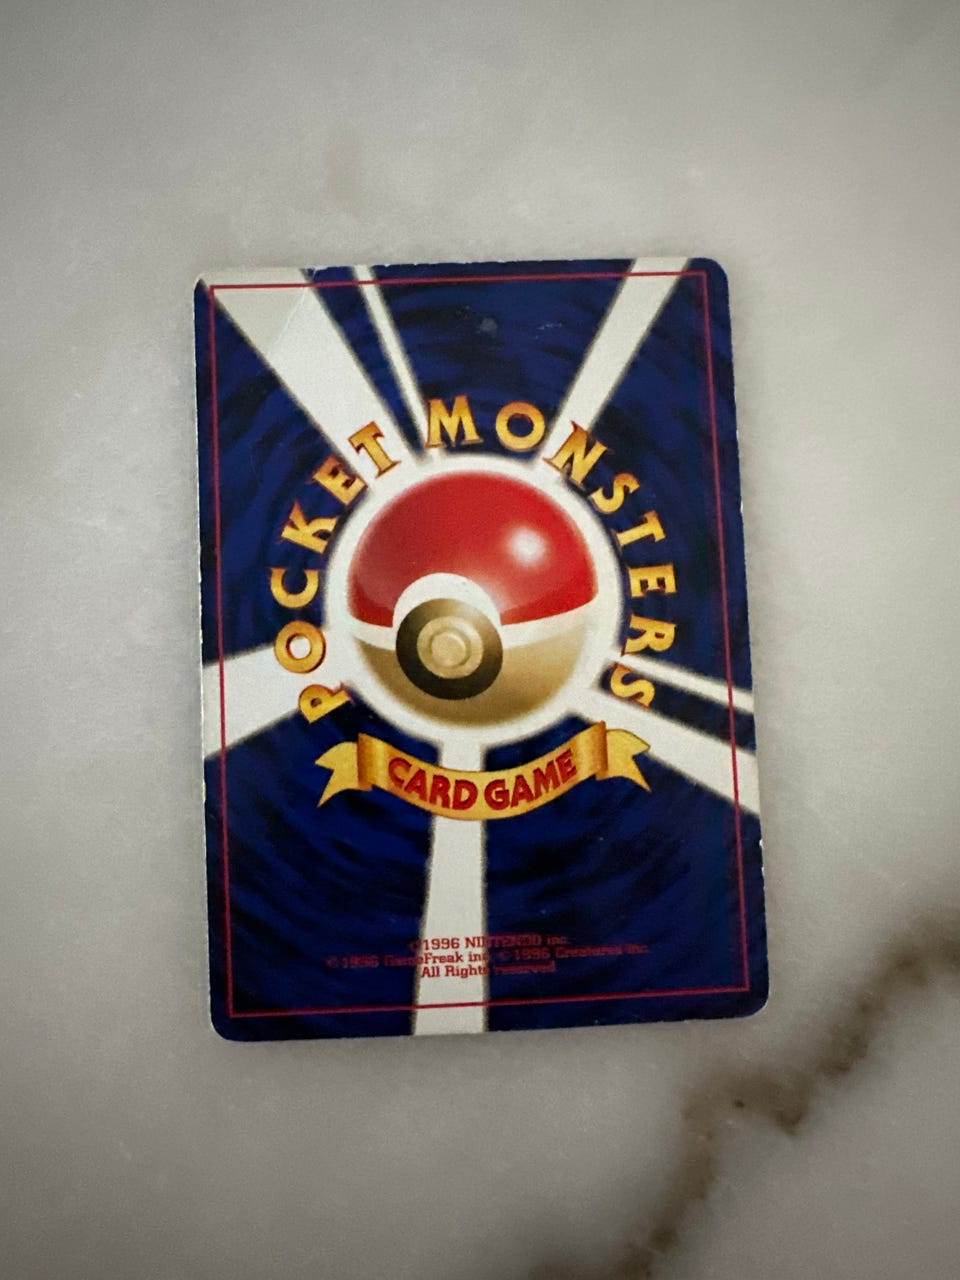 POCKET MONSTERS
CARD GAME
©1996 NINTENDO inc.
©1996 GameFreak inc. ©1996 Creatures inc.
All Rights reserved.